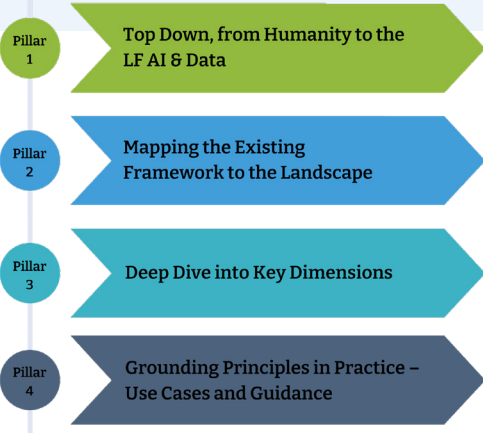 Pillar
1
Top Down, from Humanity to the
LF AI & Data
Pillar
2
Mapping the Existing
Framework to the Landscape
Pillar
3
Deep Dive into Key Dimensions
Pillar
4
Grounding Principles in Practice –
Use Cases and Guidance